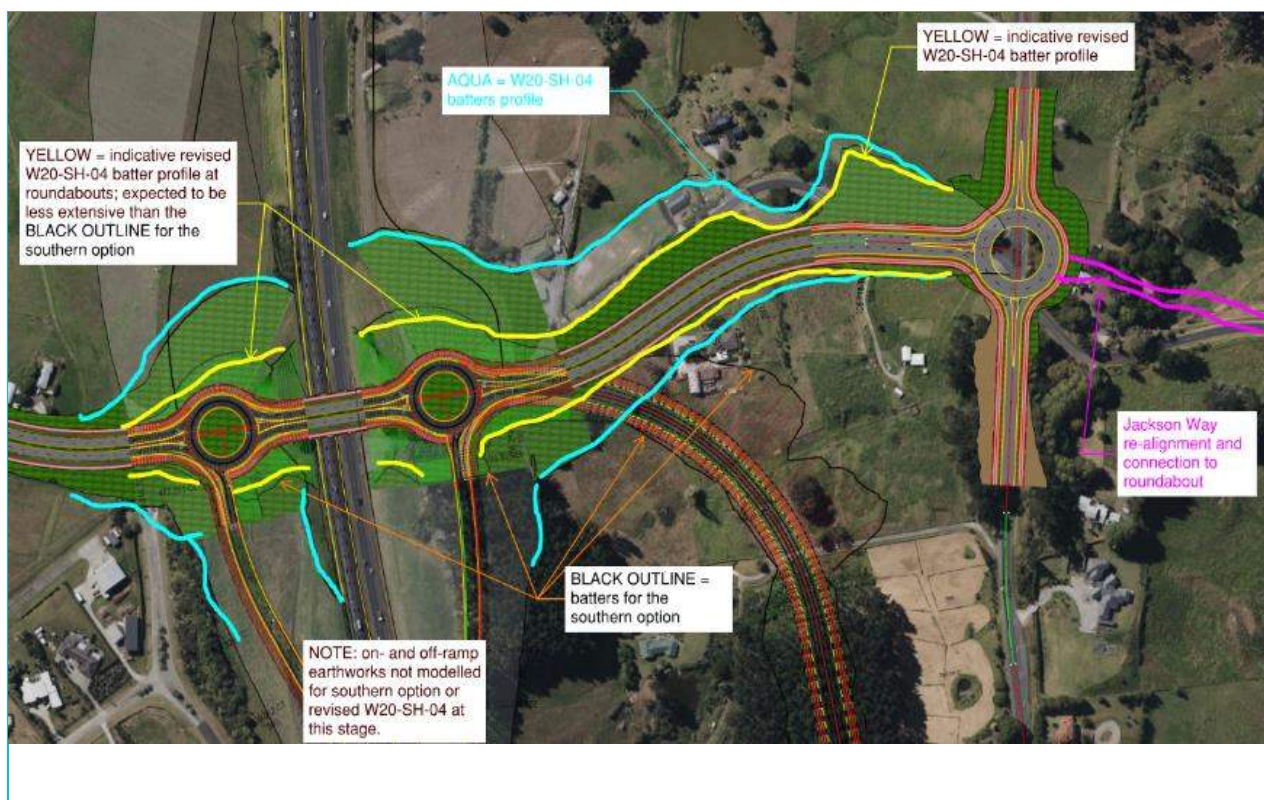 YELLOW = indicative revised
W20-SH-04 batter profile
AQUA = W20-SH-04
batters profile
YELLOW = indicative revised
W20-SH-04 batter profile at
roundabouts; expected to be
less extensive than the
BLACK OUTLINE for the
southern option
Jackson Way
re-alignment and
connection to
roundabout
BLACK OUTLINE =
batters for the
southern option
NOTE: on- and off-ramp
earthworks not modelled
for southern option or
revised W20-SH-04 at
this stage.